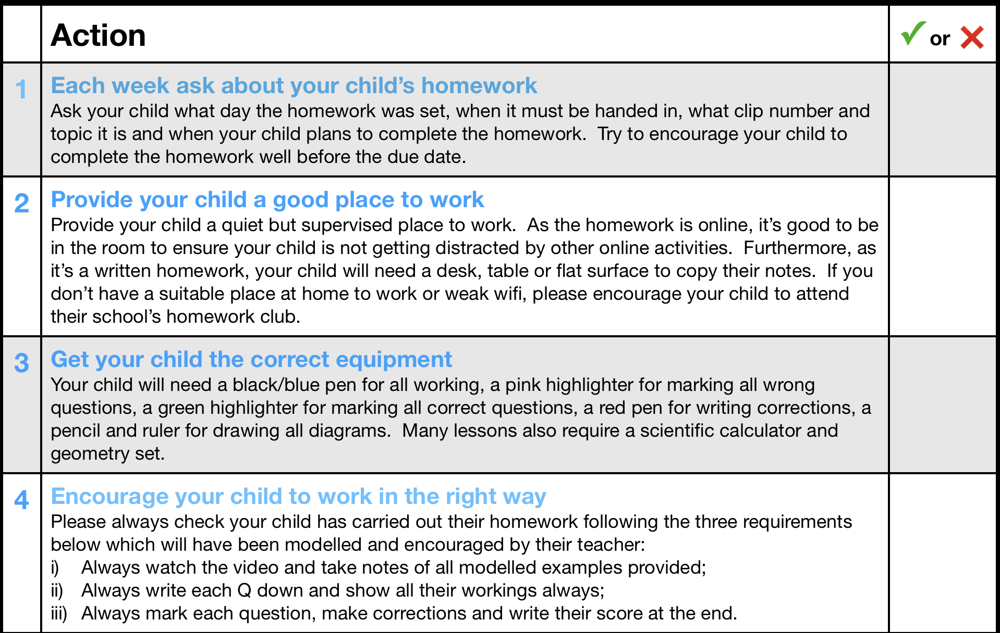 Action
✓ or ✗
1
Each week ask about your child’s homework
Ask your child what day the homework was set, when it must be handed in, what clip number and
topic it is and when your child plans to complete the homework.  Try to encourage your child to
complete the homework well before the due date.
2
Provide your child a good place to work
Provide your child a quiet but supervised place to work.  As the homework is online, it’s good to be
in the room to ensure your child is not getting distracted by other online activities.  Furthermore, as
it’s a written homework, your child will need a desk, table or flat surface to copy their notes.  If you
don’t have a suitable place at home to work or weak wifi, please encourage your child to attend
their school’s homework club.
3
Get your child the correct equipment
Your child will need a black/blue pen for all working, a pink highlighter for marking all wrong
questions, a green highlighter for marking all correct questions, a red pen for writing corrections, a
pencil and ruler for drawing all diagrams.  Many lessons also require a scientific calculator and
geometry set.
4
Encourage your child to work in the right way
Please always check your child has carried out their homework following the three requirements
below which will have been modelled and encouraged by their teacher:
i) Always watch the video and take notes of all modelled examples provided;
ii) Always write each Q down and show all their workings always;
iii) Always mark each question, make corrections and write their score at the end.